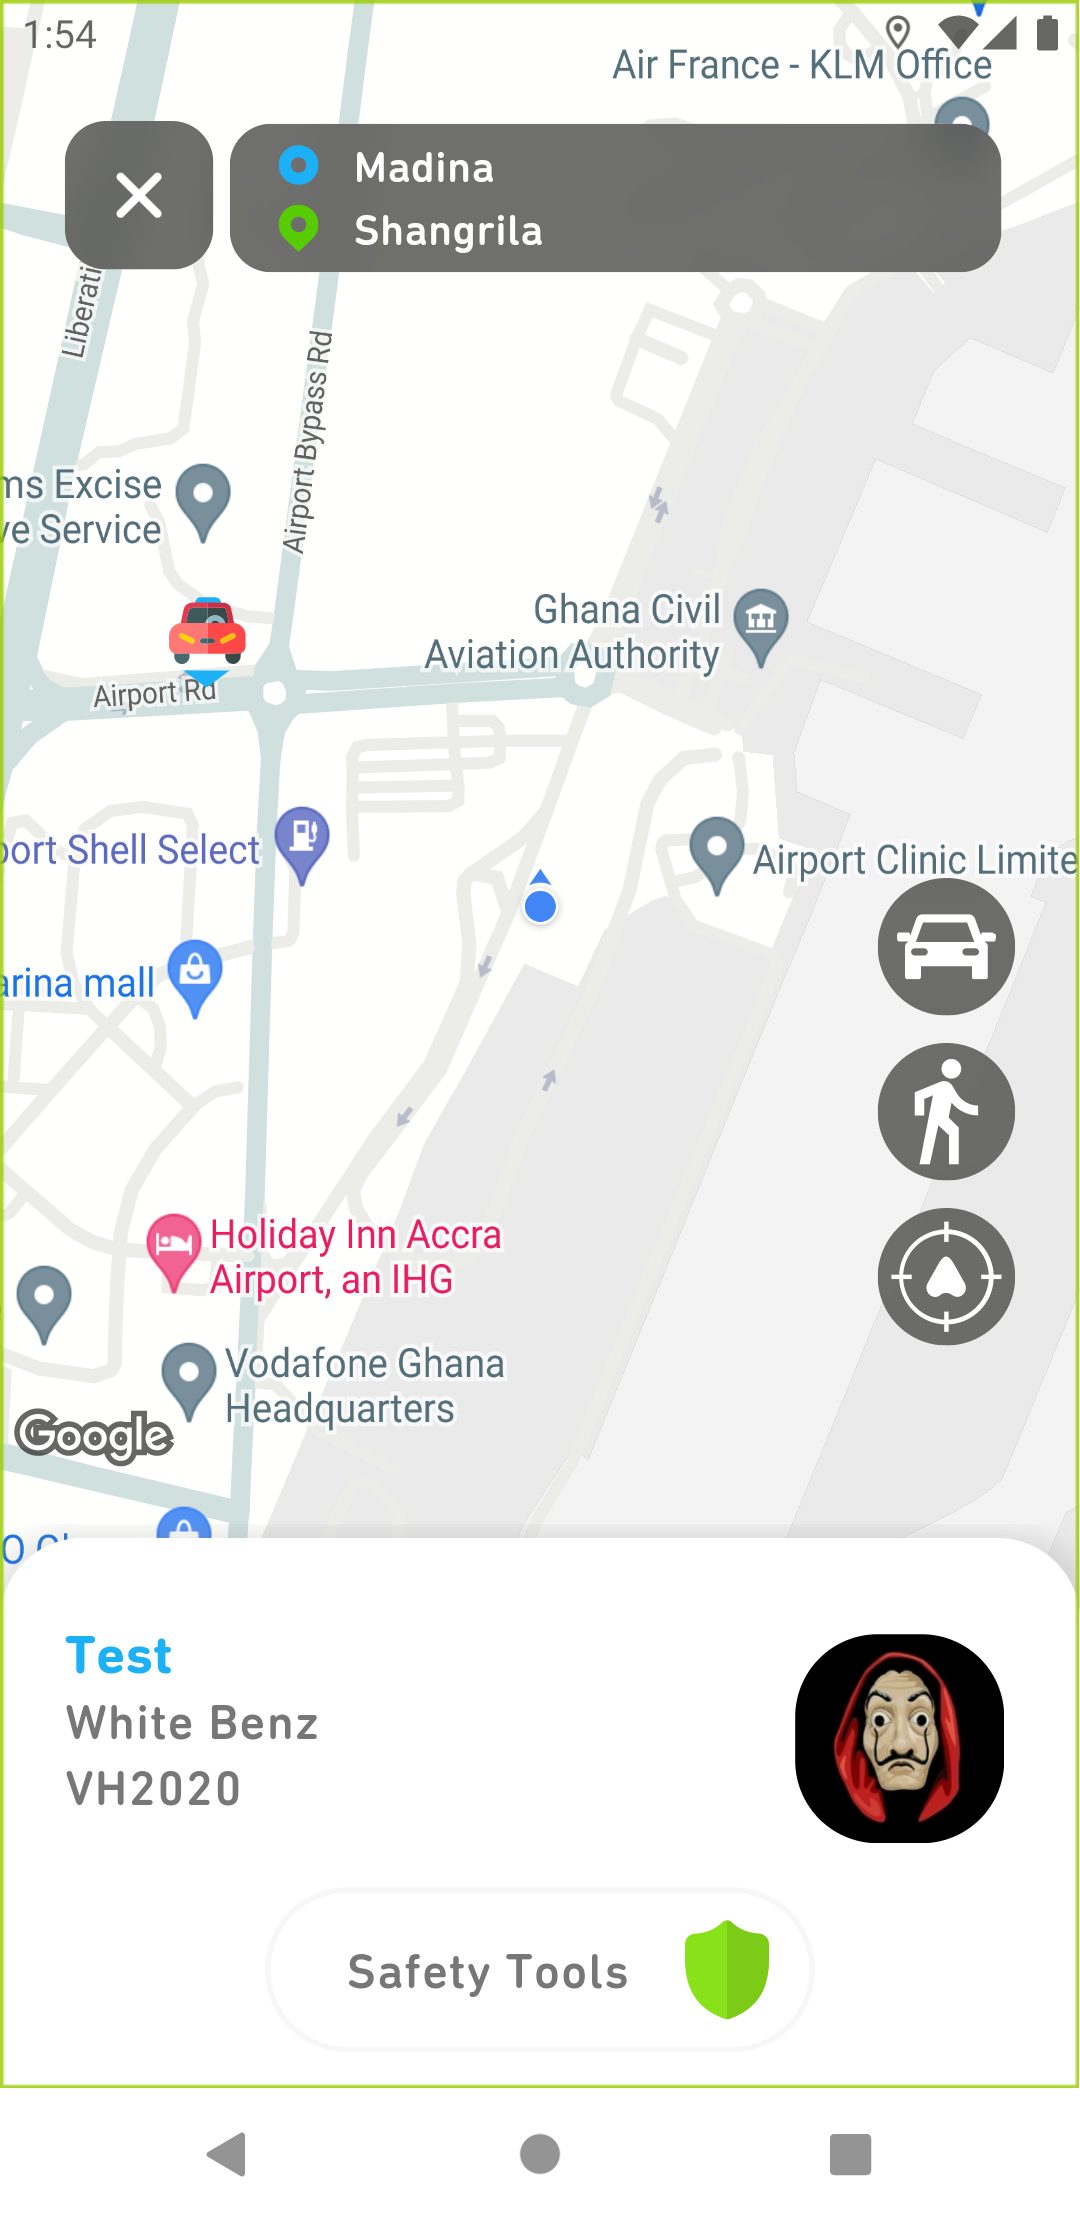 1:54
Air France - KLM Office
Madina
Shangrila
Liberati
Airport Bypass Rd
ms Excise
ve Service
Ghana Civil
Aviation Authority
Airport Rd
port Shell Select
Airport Clinic Limite
arina mall
Holiday Inn Accra
Airport, an IHG
Vodafone Ghana
Headquarters
Google
Test
White Benz
VH2020
Safety Tools